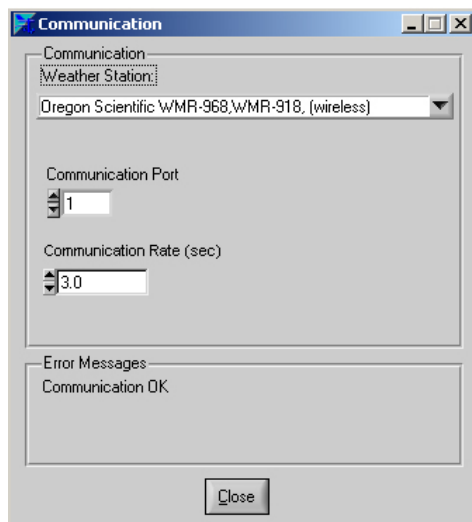 Communication
Communication
Weather Station:
Oregon Scientific WMR-968,WMR-918, (wireless)
Communication Port
1
Communication Rate (sec)
3.0
Error Messages
Communication OK
Close